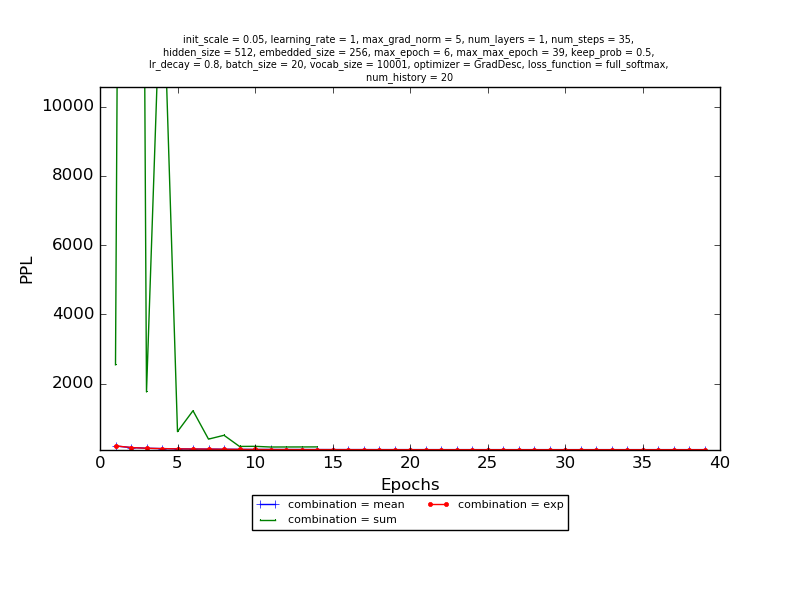 init_scale = 0.05, learning_rate = 1, max_grad_norm = 5, num_layers = 1, num_steps = 35,
hidden_size = 512, embedded_size = 256, max_epoch = 6, max_max_epoch = 39, keep_prob = 0.5,
lr_decay = 0.8, batch_size = 20, vocab_size = 10001, optimizer = GradDesc, loss_function = full_softmax,
num_history = 20
10000
8000
6000
4000
2000
PPL
0 5 10 15 20 25 30 35 40
Epochs
combination = mean combination = exp
combination = sum